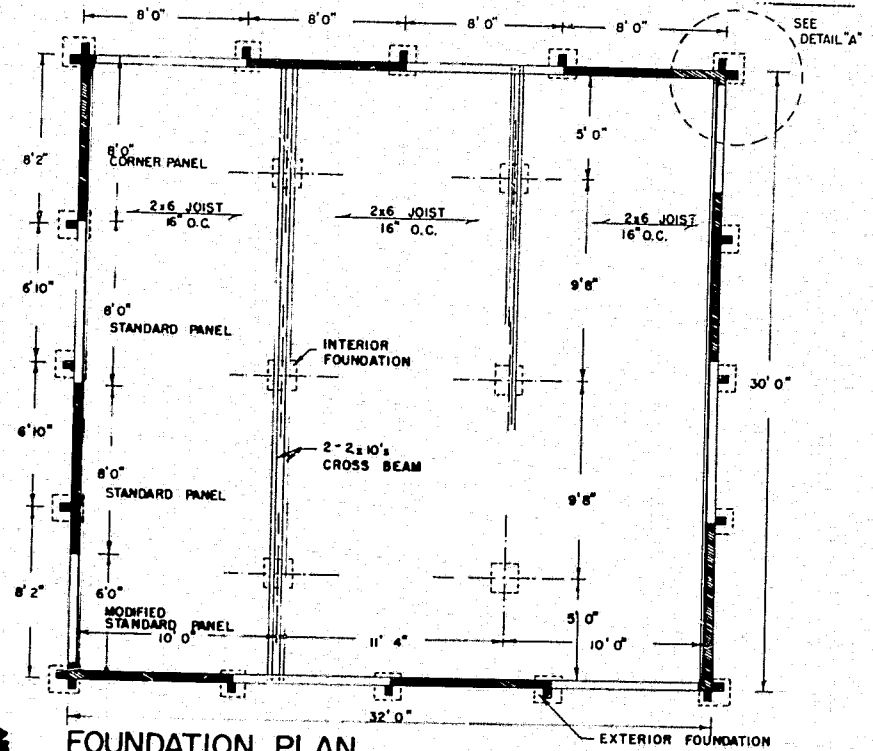 8'0" 8'0" 8'0" 8'0"
SEE
DETAIL "A"
8'2"
8'0"
CORNER PANEL
5'0"
2x6 JOIST
16" O.C.
2x6 JOIST
16" O.C.
2x6 JOIST
16" O.C.
6'10"
8'0"
STANDARD PANEL
9'8"
INTERIOR
FOUNDATION
30'0"
6'10"
2-2x10's
CROSS BEAM
8'0"
STANDARD PANEL
9'8"
8'2"
6'0"
MODIFIED
STANDARD PANEL
10'0" 11'4" 10'0"
5'0"
32'0"
FOUNDATION PLAN
EXTERIOR FOUNDATION